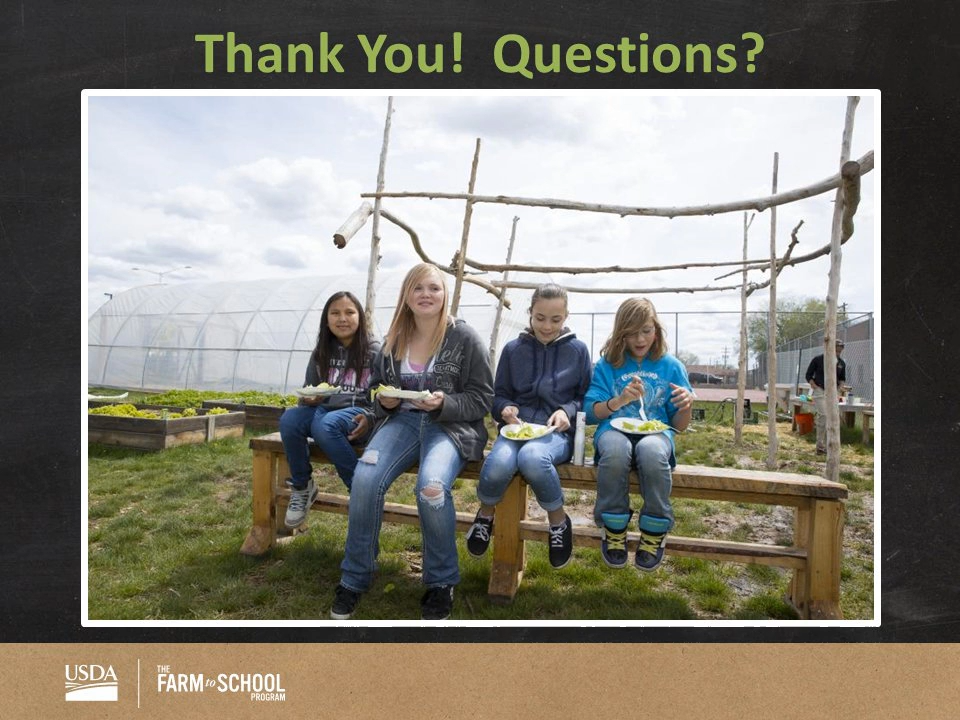 Thank You!  Questions?
USDA
THE
FARM to SCHOOL
PROGRAM